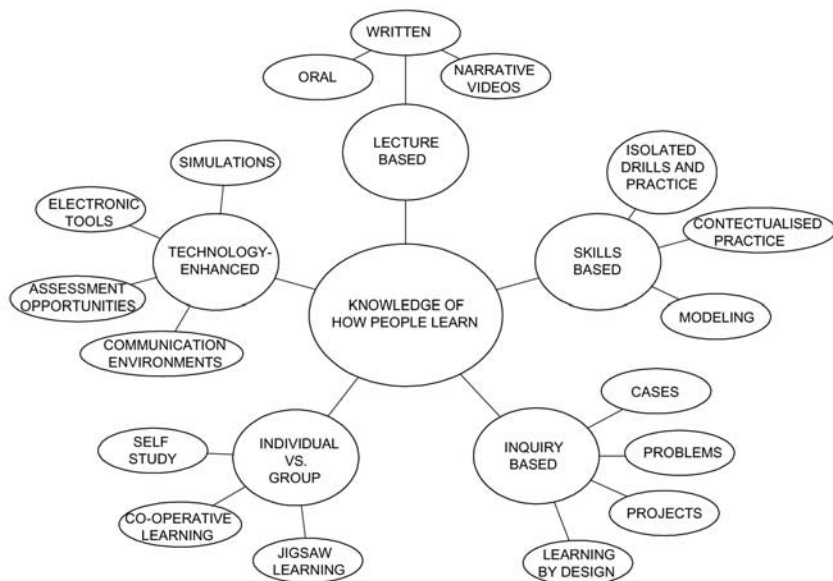 WRITTEN
ORAL
NARRATIVE
VIDEOS
LECTURE
BASED
SIMULATIONS
ELECTRONIC
TOOLS
TECHNOLOGY-
ENHANCED
ASSESSMENT
OPPORTUNITIES
COMMUNICATION
ENVIRONMENTS
ISOLATED
DRILLS AND
PRACTICE
CONTECTUALISED
PRACTICE
SKILLS
BASED
MODELING
KNOWLEDGE OF
HOW PEOPLE LEARN
SELF
STUDY
INDIVIDUAL
VS.
GROUP
CO-OPERATIVE
LEARNING
JIGSAW
LEARNING
CASES
INQUIRY
BASED
PROBLEMS
PROJECTS
LEARNING
BY DESIGN